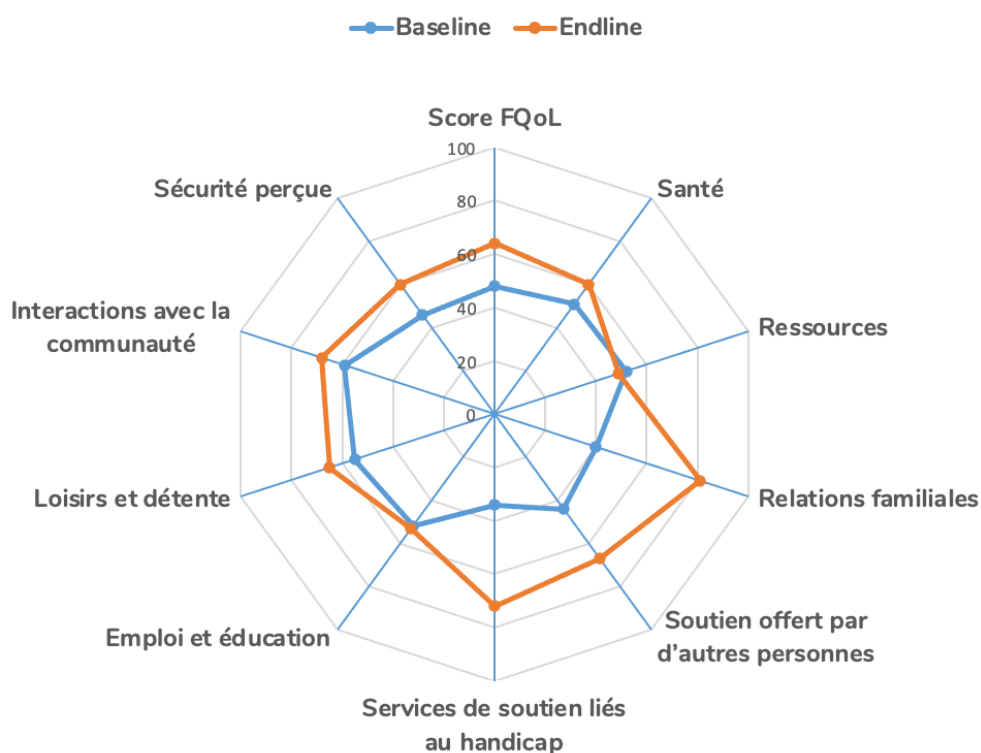 Baseline Endline
Score FQoL
100
80
60
40
20
0
Santé
Ressources
Relations familiales
Soutien offert par
d’autres personnes
Services de soutien liés
au handicap
Emploi et éducation
Loisirs et détente
Interactions avec la
communauté
Sécurité perçue